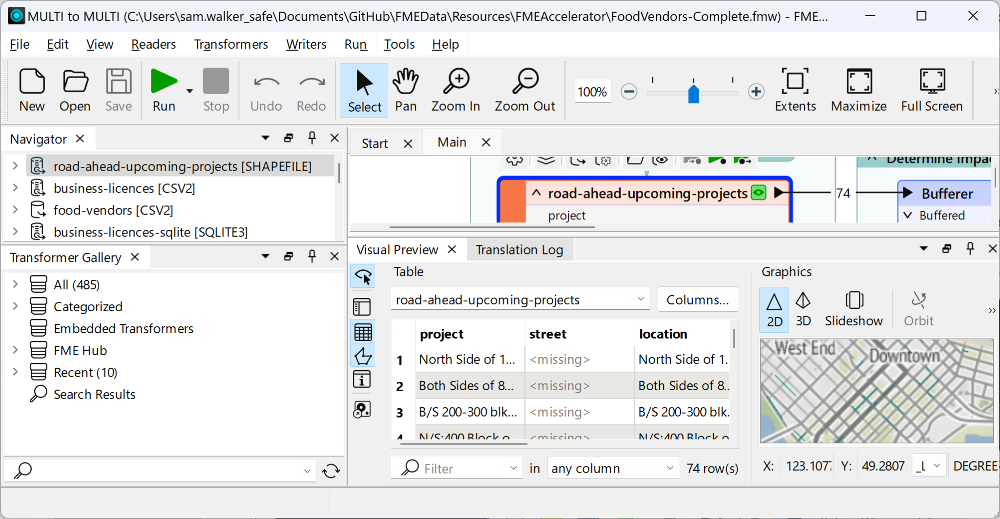 MULTI to MULTI (C:\Users\sam.walker_safe\Documents\GitHub\FMEData\Resources\FMEAccelerator\FoodVendors-Complete.fmw) - FME...
File Edit View Readers Transformers Writers Run Tools Help
New Open Save Run Stop Undo Redo Select Pan Zoom In Zoom Out 100% Extents Maximize Full Screen
Navigator
road-ahead-upcoming-projects [SHAPEFILE]
business-licences [CSV2]
food-vendors [CSV2]
business-licences-sqlite [SQLITE3]
Transformer Gallery
All (485)
Categorized
Embedded Transformers
FME Hub
Recent (10)
Search Results
Start Main
Determine
road-ahead-upcoming-projects 74 Bufferer
project Buffered
Visual Preview Translation Log
Table
road-ahead-upcoming-projects Columns...
project street location
1 North Side of 1... <missing> North Side of 1.
2 Both Sides of 8... <missing> Both Sides of 8..
3 B/S 200-300 blk... <missing> B/S 200-300 blk.
4 N/S:400 Block o <missing> N/S:400 Block o
Filter in any column 74 row(s)
Graphics
2D 3D Slideshow Orbit
West End Downtown
X: 123.107 Y: 49.2807 _L DEGREE